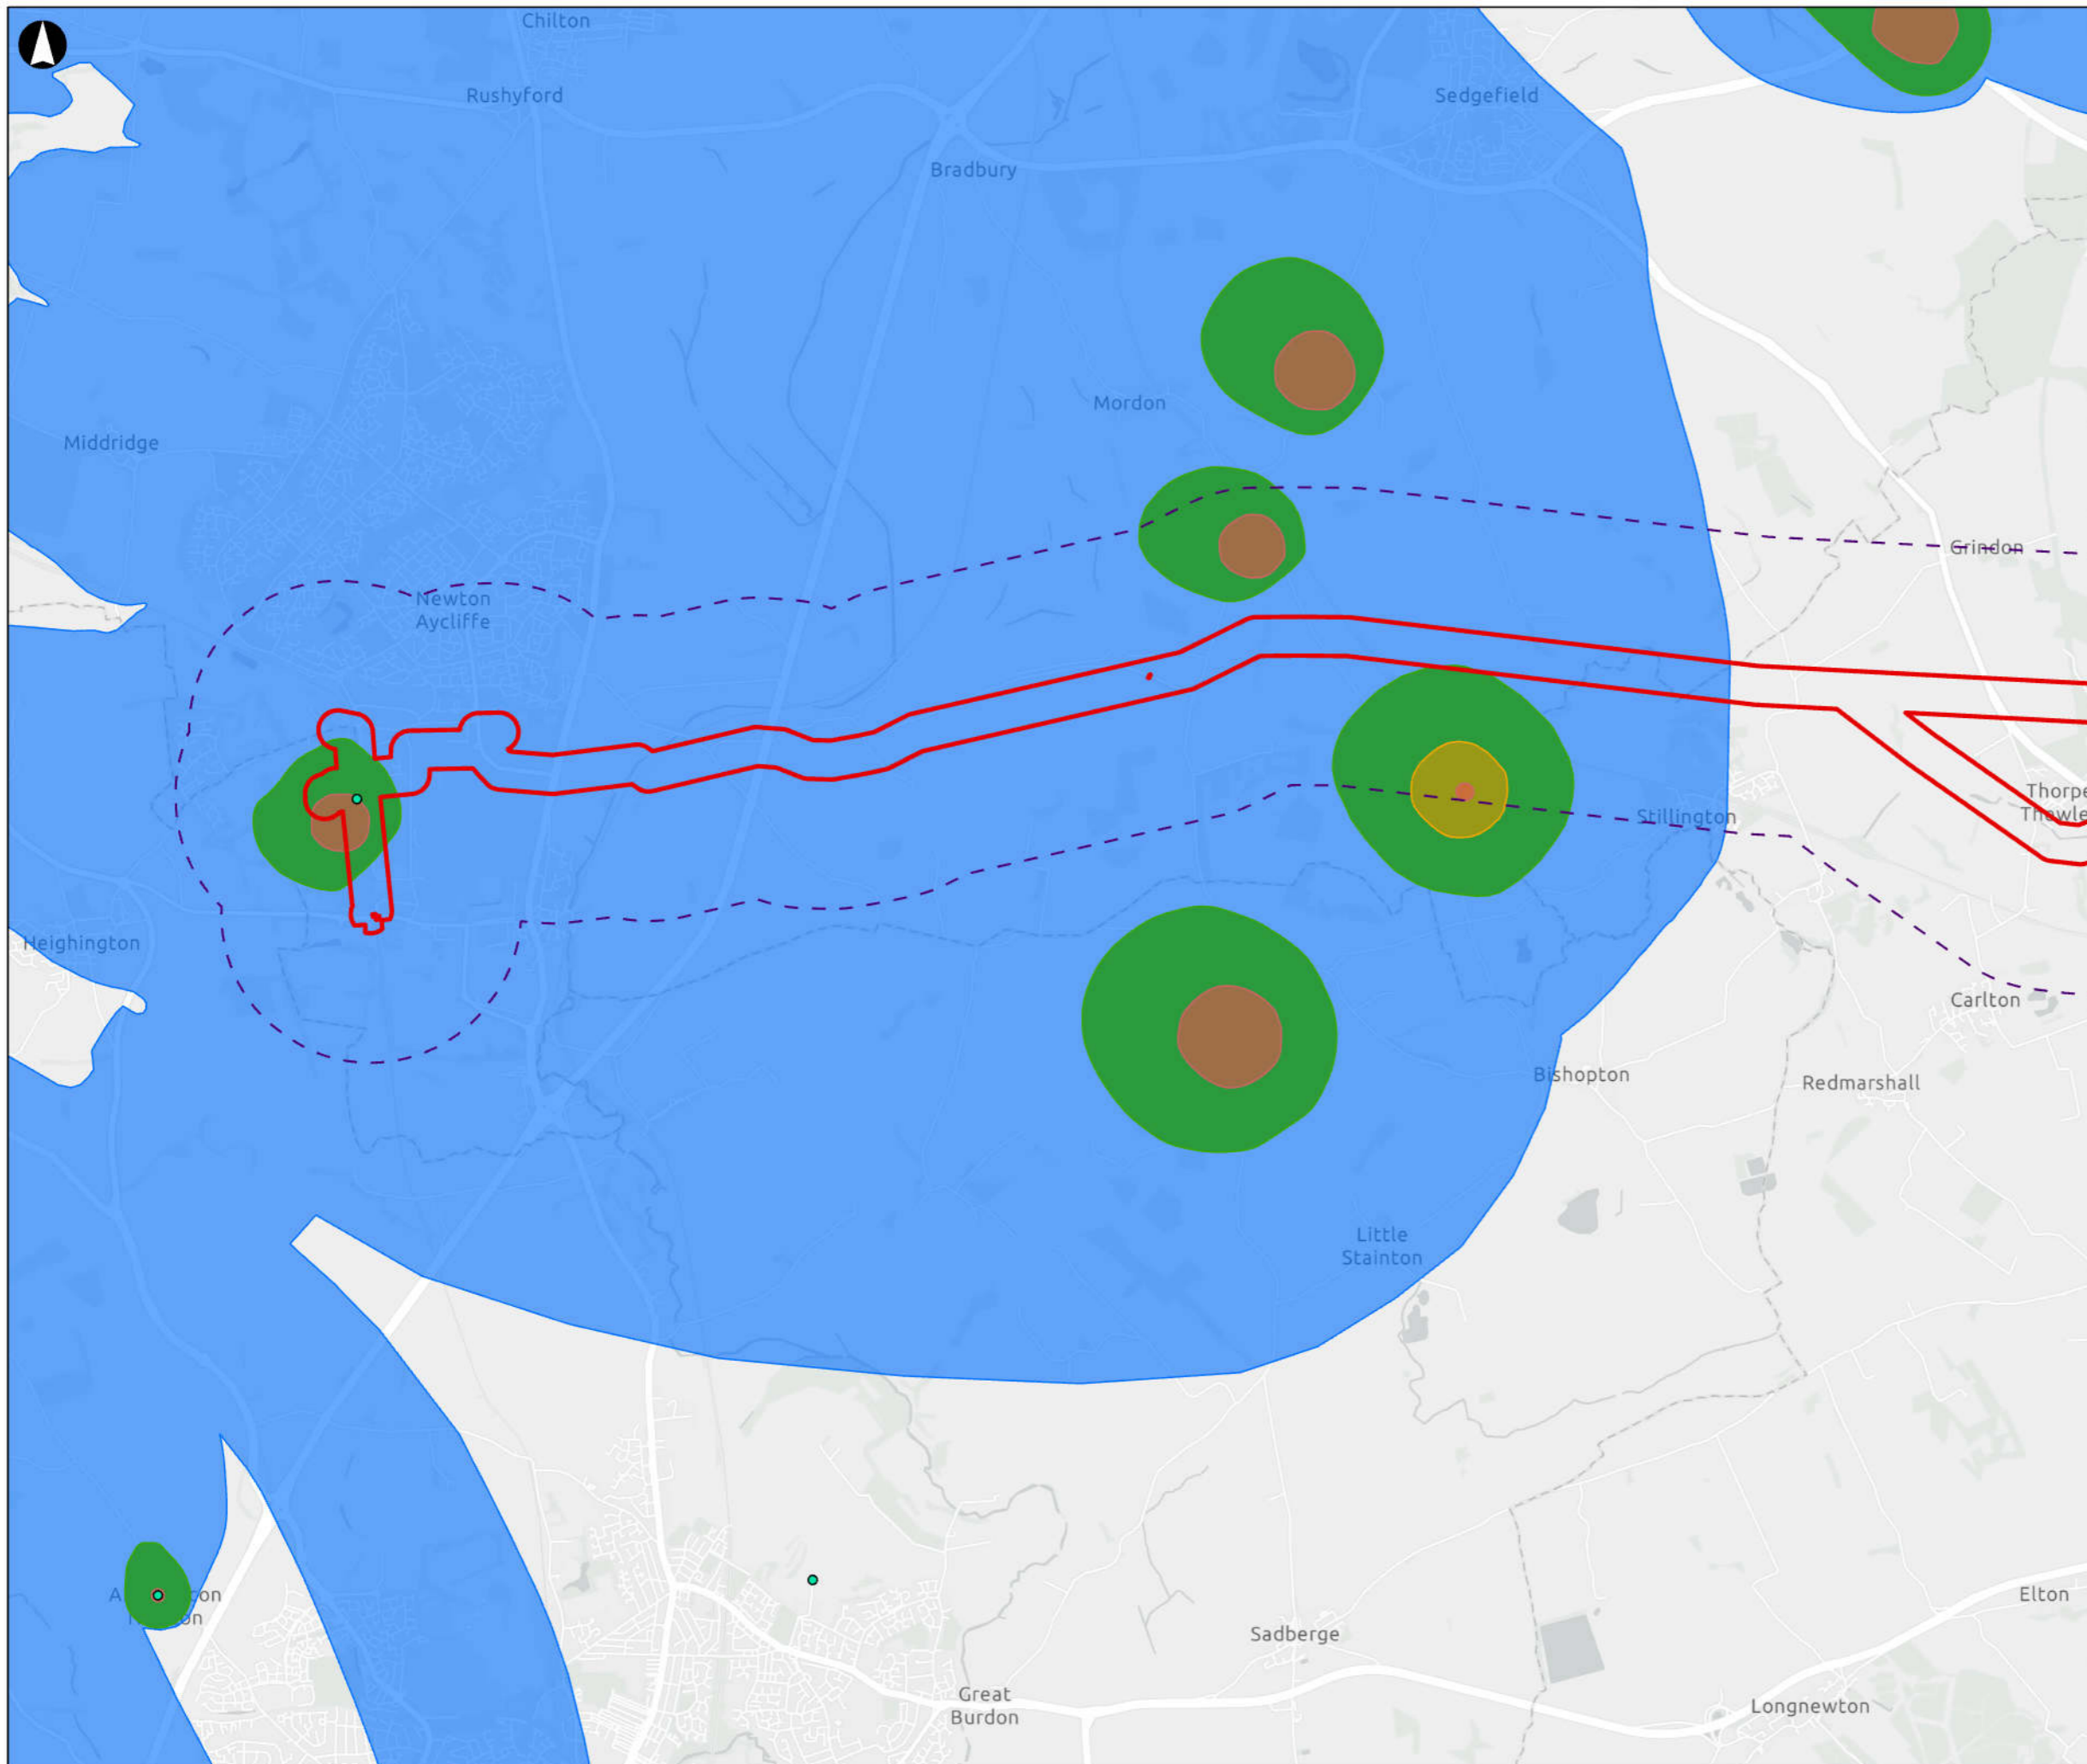 Chilton
Rushyford
Sedgefield
Bradbury
Mordon
Middridge
Grindon
Newton
Aycliffe
Thorpe
Stillington
Heighington
Carlton
Bishopton
Redmarshall
Little
Stainton
Elton
Sadberge
Great
Burdon
Longnewton